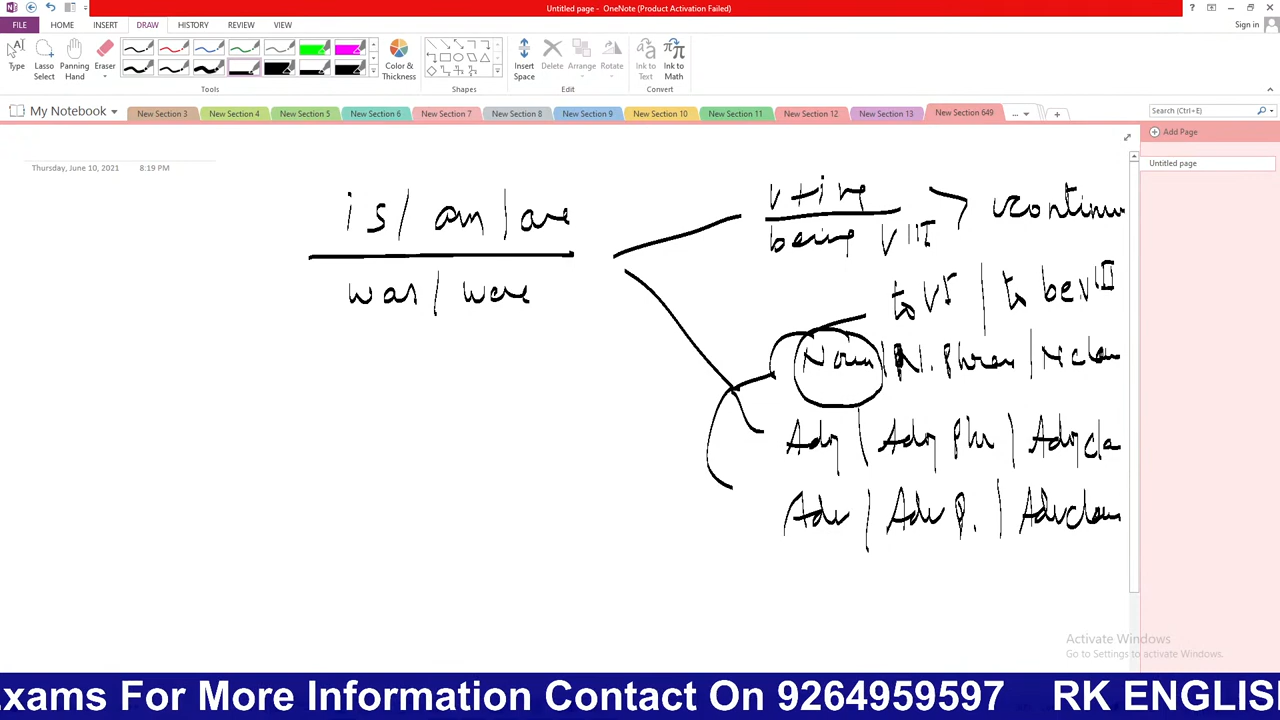 Untitled page - OneNote (Product Activation Failed)
FILE HOME INSERT DRAW HISTORY REVIEW VIEW Sign in
Type Lasso Select Panning Hand Eraser Color & Thickness Insert Space Delete Arrange Rotate Ink to Text Ink to Math
Tools Shapes Edit Convert
My Notebook New Section 3 New Section 4 New Section 5 New Section 6 New Section 7 New Section 8 New Section 9 New Section 10 New Section 11 New Section 12 New Section 13 New Section 649 ... Search (Ctrl+E)
Add Page
Untitled page
Thursday, June 10, 2021 8:19 PM
is/am/are
was/were
V+ing
being VIII
to VI | to be VIII
Noun | N. Phrase | N clau
Adj | Adj Phr | Adj cla
Adv | Adv P. | Adv clau
Activate Windows
Go to Settings to activate Windows.
Exams For More Information Contact On 9264959597 RK ENGLIS